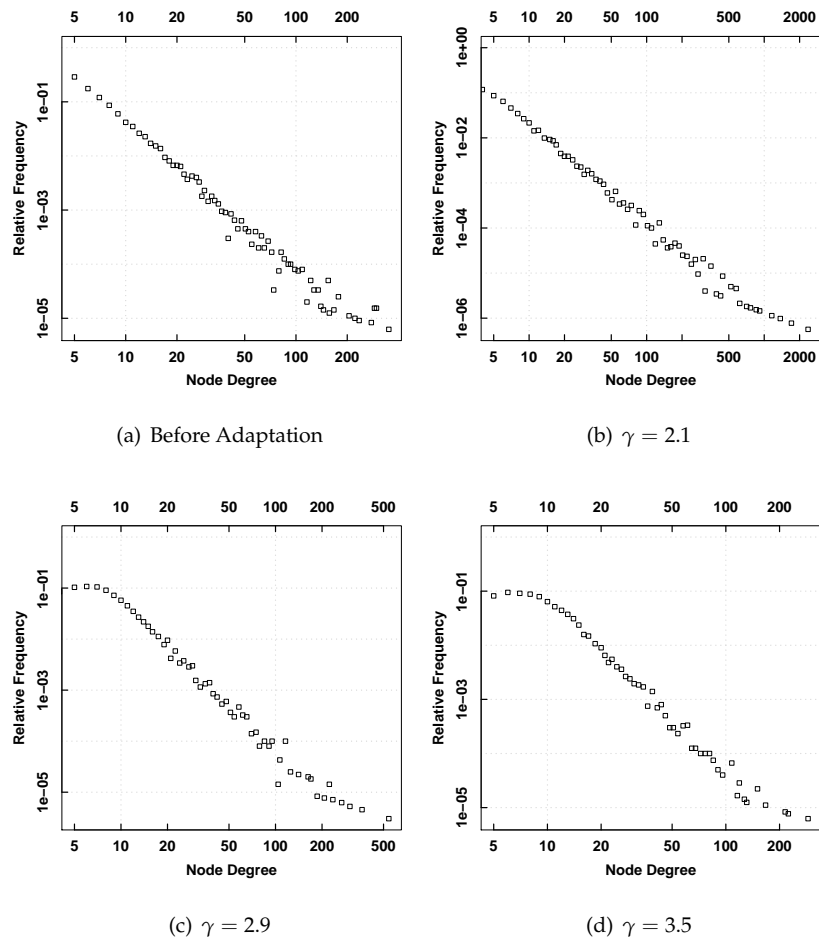 5 10 20 50 100 200
1e−01
1e−03
1e−05
Relative Frequency
5 10 20 50 100 200
Node Degree
(a) Before Adaptation
5 10 20 50 100 500 2000
1e+00
1e−02
1e−04
1e−06
Relative Frequency
5 10 20 50 100 500 2000
Node Degree
(b) γ = 2.1
5 10 20 50 100 200 500
1e−01
1e−03
1e−05
Relative Frequency
5 10 20 50 100 200 500
Node Degree
(c) γ = 2.9
5 10 20 50 100 200
1e−01
1e−03
1e−05
Relative Frequency
5 10 20 50 100 200
Node Degree
(d) γ = 3.5